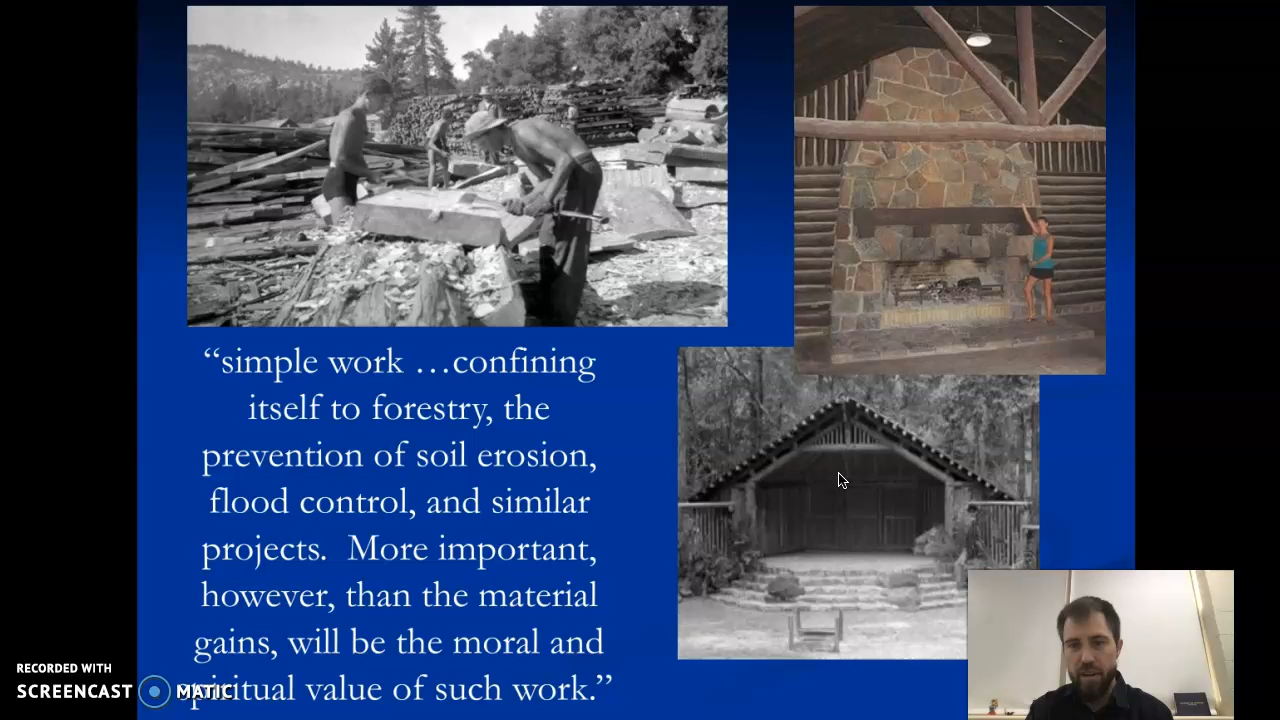 “simple work …confining
itself to forestry, the
prevention of soil erosion,
flood control, and similar
projects.  More important,
however, than the material
gains, will be the moral and
spiritual value of such work.”
RECORDED WITH
SCREENCAST MATIC